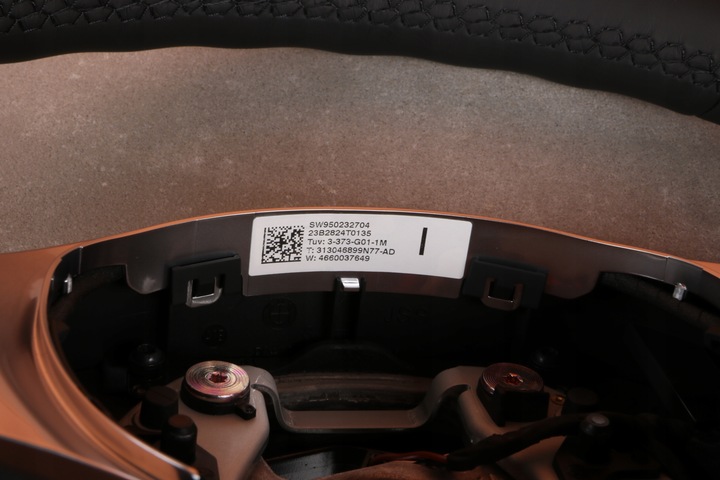 SW950232704
23B2824T0135
Tuv: 3-373-G01-1M
T: 313046899N77-AD
W: 4660037649